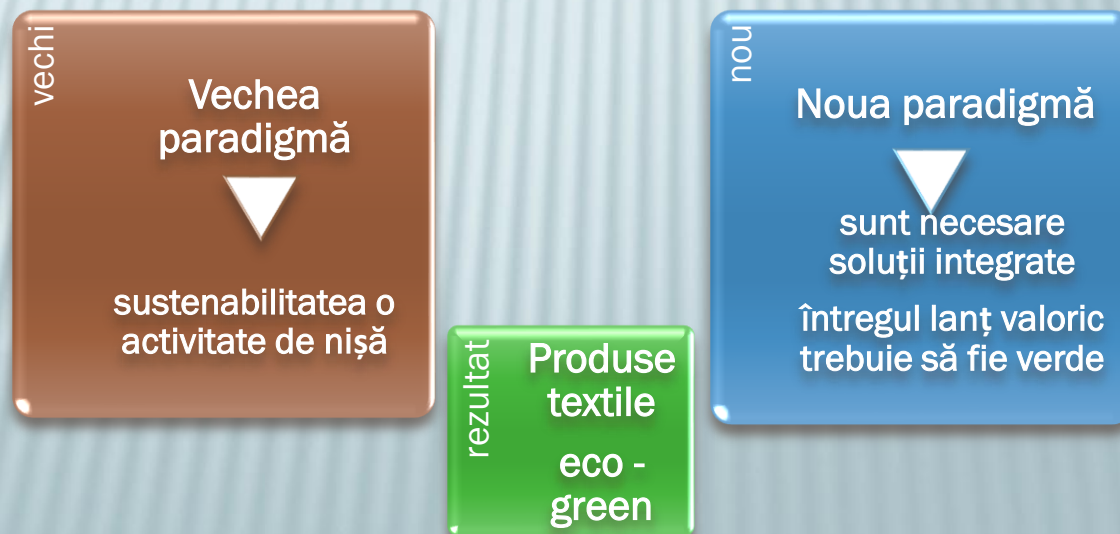 vechi
Vechea
paradigmă
sustenabilitatea o
activitate de nișă
rezultat
Produse
textile
eco -
green
nou
Noua paradigmă
sunt necesare
soluții integrate
întregul lanț valoric
trebuie să fie verde